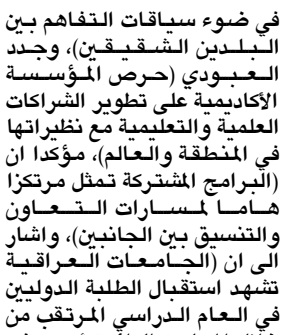 في ضوء سياقات التفاهم بين
البلدين الشقيقين)، وجدد
العبودي (حرص المؤسسة
الأكاديمية على تطوير الشراكات
العلمية والتعليمية مع نظيراتها
في المنطقة والعالم)، مؤكدا ان
(البرامج المشتركة تمثل مرتكزا
هاما لمسارات التعاون
والتنسيق بين الجانبين)، واشار
الى ان (الجامعات العراقية
تشهد استقبال الطلبة الدوليين
في العام الدراسي المرتقب من